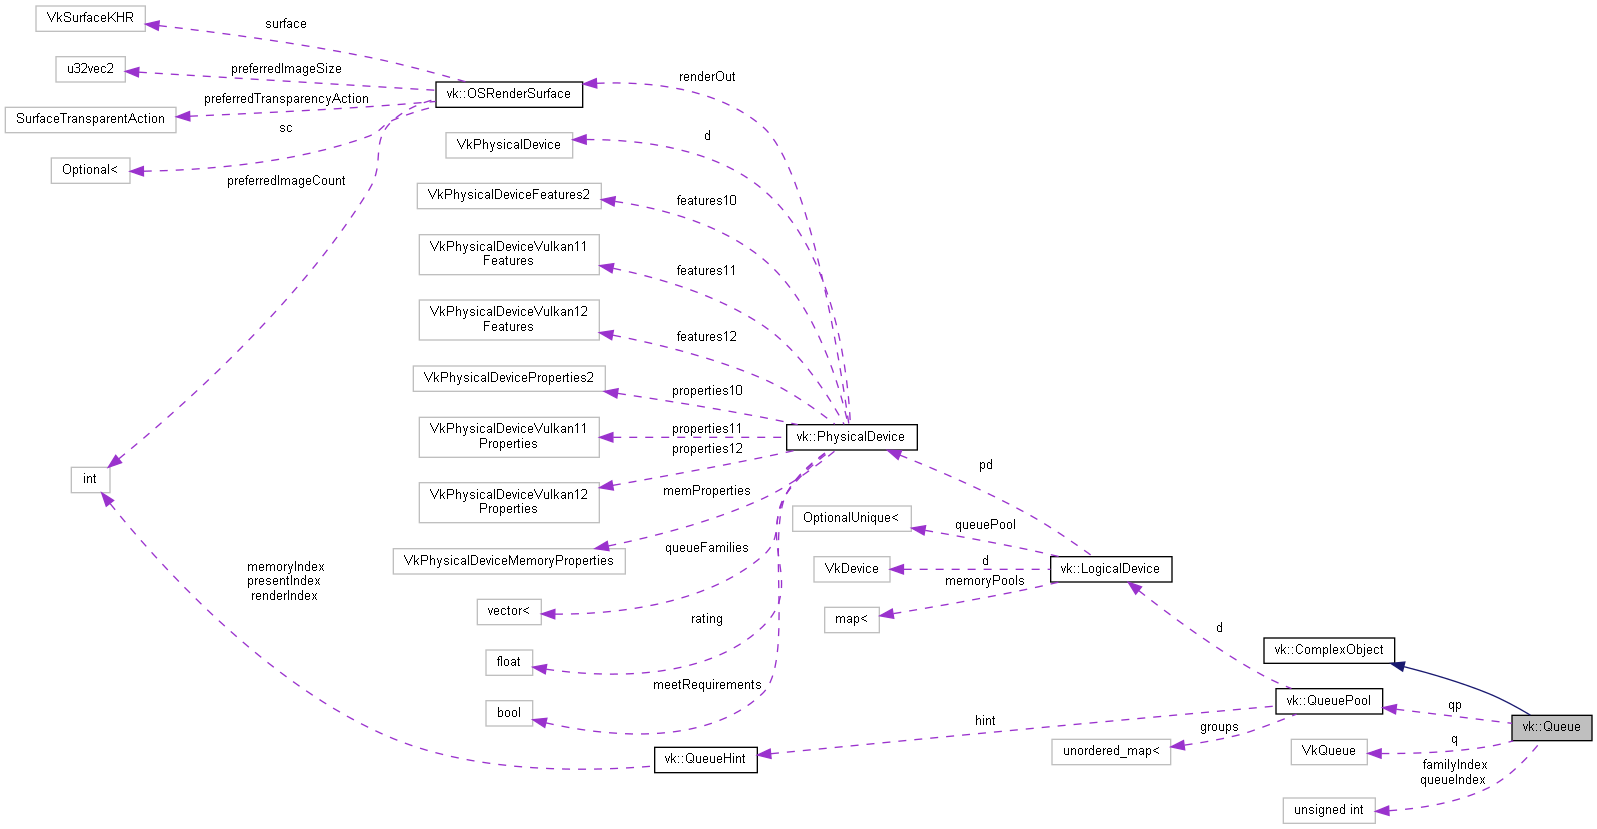 VkSurfaceKHR
surface
u32vec2
preferredImageSize
renderOut
vk::OSRenderSurface
preferredTransparencyAction
SurfaceTransparentAction
sc
d
VkPhysicalDevice
Optional<
preferredImageCount
VkPhysicalDeviceFeatures2
features10
VkPhysicalDeviceVulkan11
Features
features11
VkPhysicalDeviceVulkan12
Features
features12
VkPhysicalDeviceProperties2
properties10
VkPhysicalDeviceVulkan11
Properties
properties11
vk::PhysicalDevice
properties12
int
pd
memProperties
VkPhysicalDeviceVulkan12
Properties
OptionalUnique<
queuePool
queueFamilies
VkPhysicalDeviceMemoryProperties
d
VkDevice
vk::LogicalDevice
memoryPools
memoryIndex
presentIndex
renderIndex
vector<
rating
map<
d
vk::ComplexObject
float
meetRequirements
vk::QueuePool
qp
bool
hint
groups
vk::Queue
q
unordered_map<
VkQueue
vk::QueueHint
familyIndex
queueIndex
unsigned int